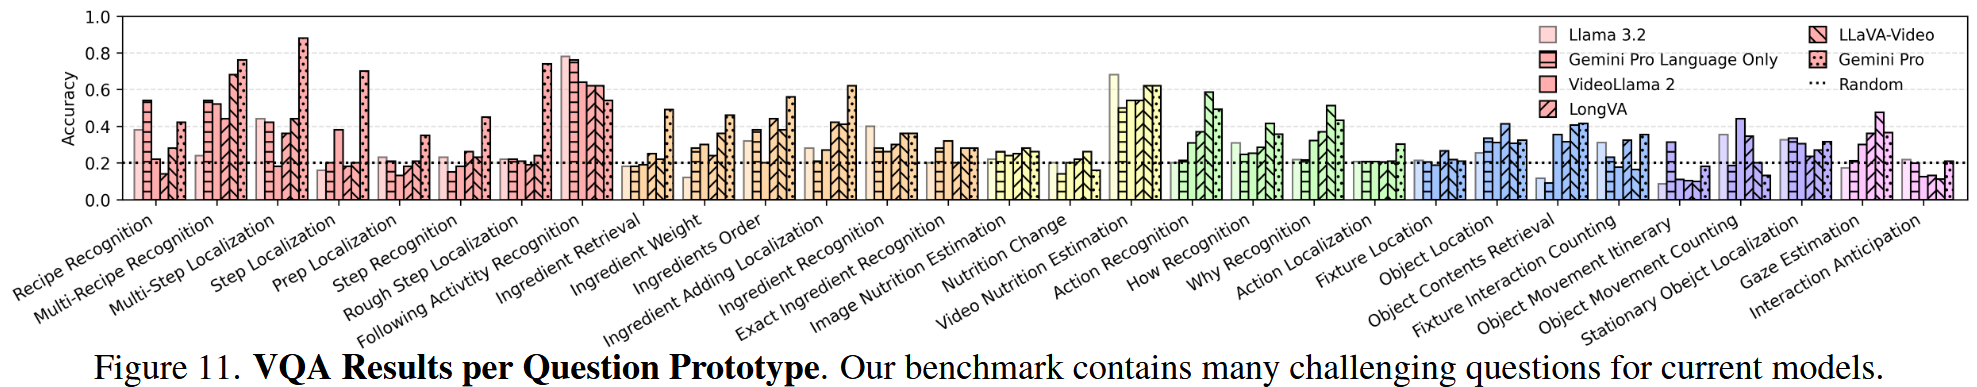 1.0
0.8
0.6
0.4
0.2
0.0
Accuracy
Llama 3.2
Gemini Pro Language Only
VideoLlama 2
LongVA
LLaVA-Video
Gemini Pro
Random
Recipe Recognition
Multi-Recipe Recognition
Multi-Step Localization
Step Localization
Prep Localization
Step Recognition
Rough Step Localization
Following Activity Recognition
Ingredient Retrieval
Ingredient Weight
Ingredients Order
Ingredient Adding Localization
Ingredient Recognition
Exact Ingredient Recognition
Image Nutrition Estimation
Nutrition Change
Video Nutrition Estimation
Action Recognition
How Recognition
Why Recognition
Action Localization
Fixture Location
Object Location
Object Contents Retrieval
Fixture Interaction Counting
Object Movement Itinerary
Object Movement Counting
Stationary Obejct Localization
Gaze Estimation
Interaction Anticipation
Figure 11. VQA Results per Question Prototype. Our benchmark contains many challenging questions for current models.